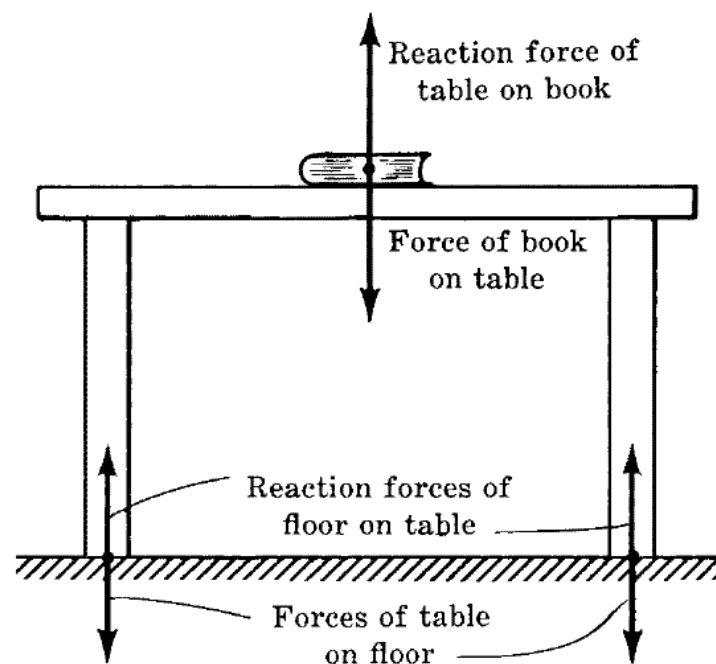 Reaction force of
table on book
Force of book
on table
Reaction forces of
floor on table
Forces of table
on floor